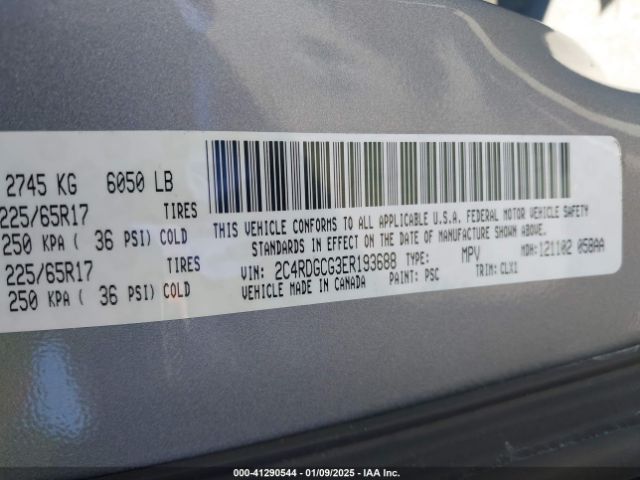 2745 KG 6050 LB
225/65R17 TIRES
250 KPA ( 36 PSI) COLD
225/65R17 TIRES
250 KPA ( 36 PSI) COLD
THIS VEHICLE CONFORMS TO ALL APPLICABLE U.S.A. FEDERAL MOTOR VEHICLE SAFETY
STANDARDS IN EFFECT ON THE DATE OF MANUFACTURE SHOWN ABOVE.
VIN: 2C4RDGCG3ER193688 TYPE: MPV MDH: 121102 058AA
VEHICLE MADE IN CANADA PAINT: PSC TRIM: CLX1
000-41290544 - 01/09/2025 - IAA Inc.